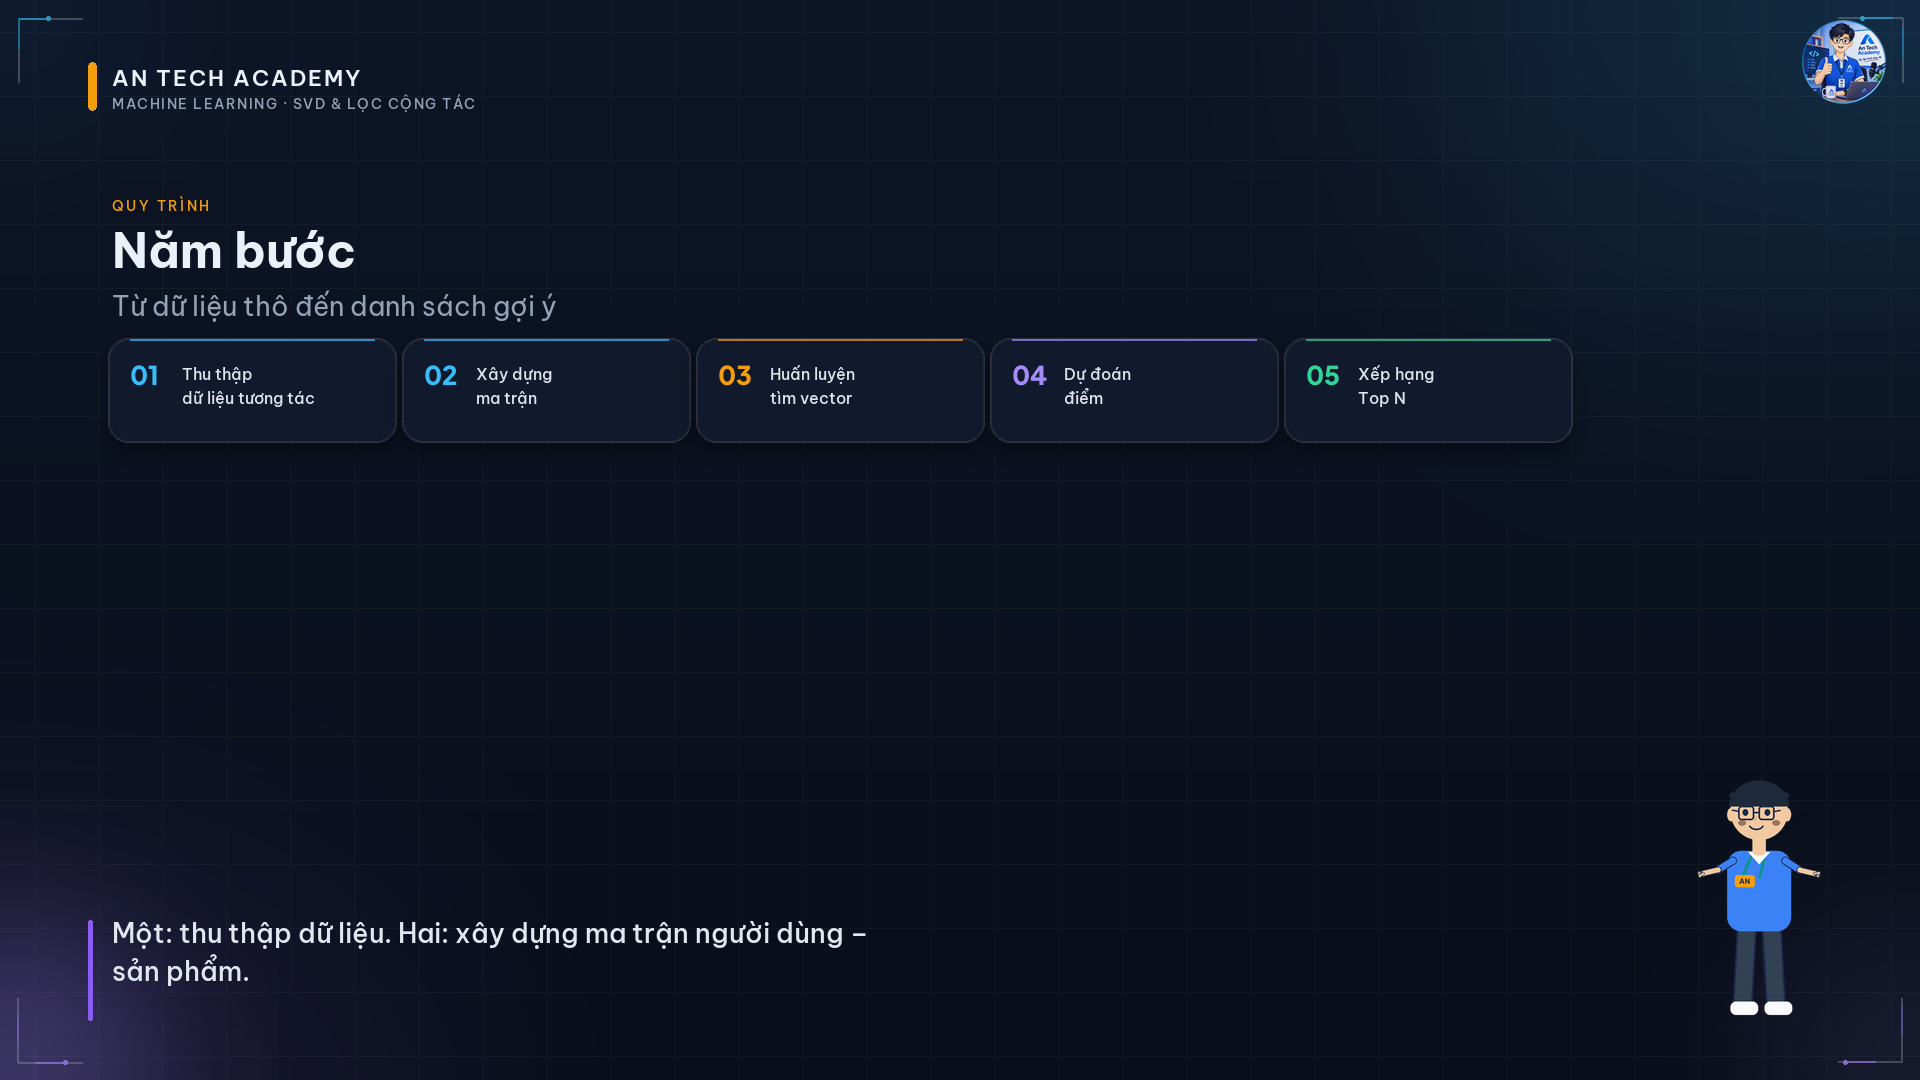 AN TECH ACADEMY
MACHINE LEARNING · SVD & LỌC CỘNG TÁC
An Tech
Academy
QUY TRÌNH
Năm bước
Từ dữ liệu thô đến danh sách gợi ý
01
Thu thập
dữ liệu tương tác
02
Xây dựng
ma trận
03
Huấn luyện
tìm vector
04
Dự đoán
điểm
05
Xếp hạng
Top N
AN
Một: thu thập dữ liệu. Hai: xây dựng ma trận người dùng –
sản phẩm.